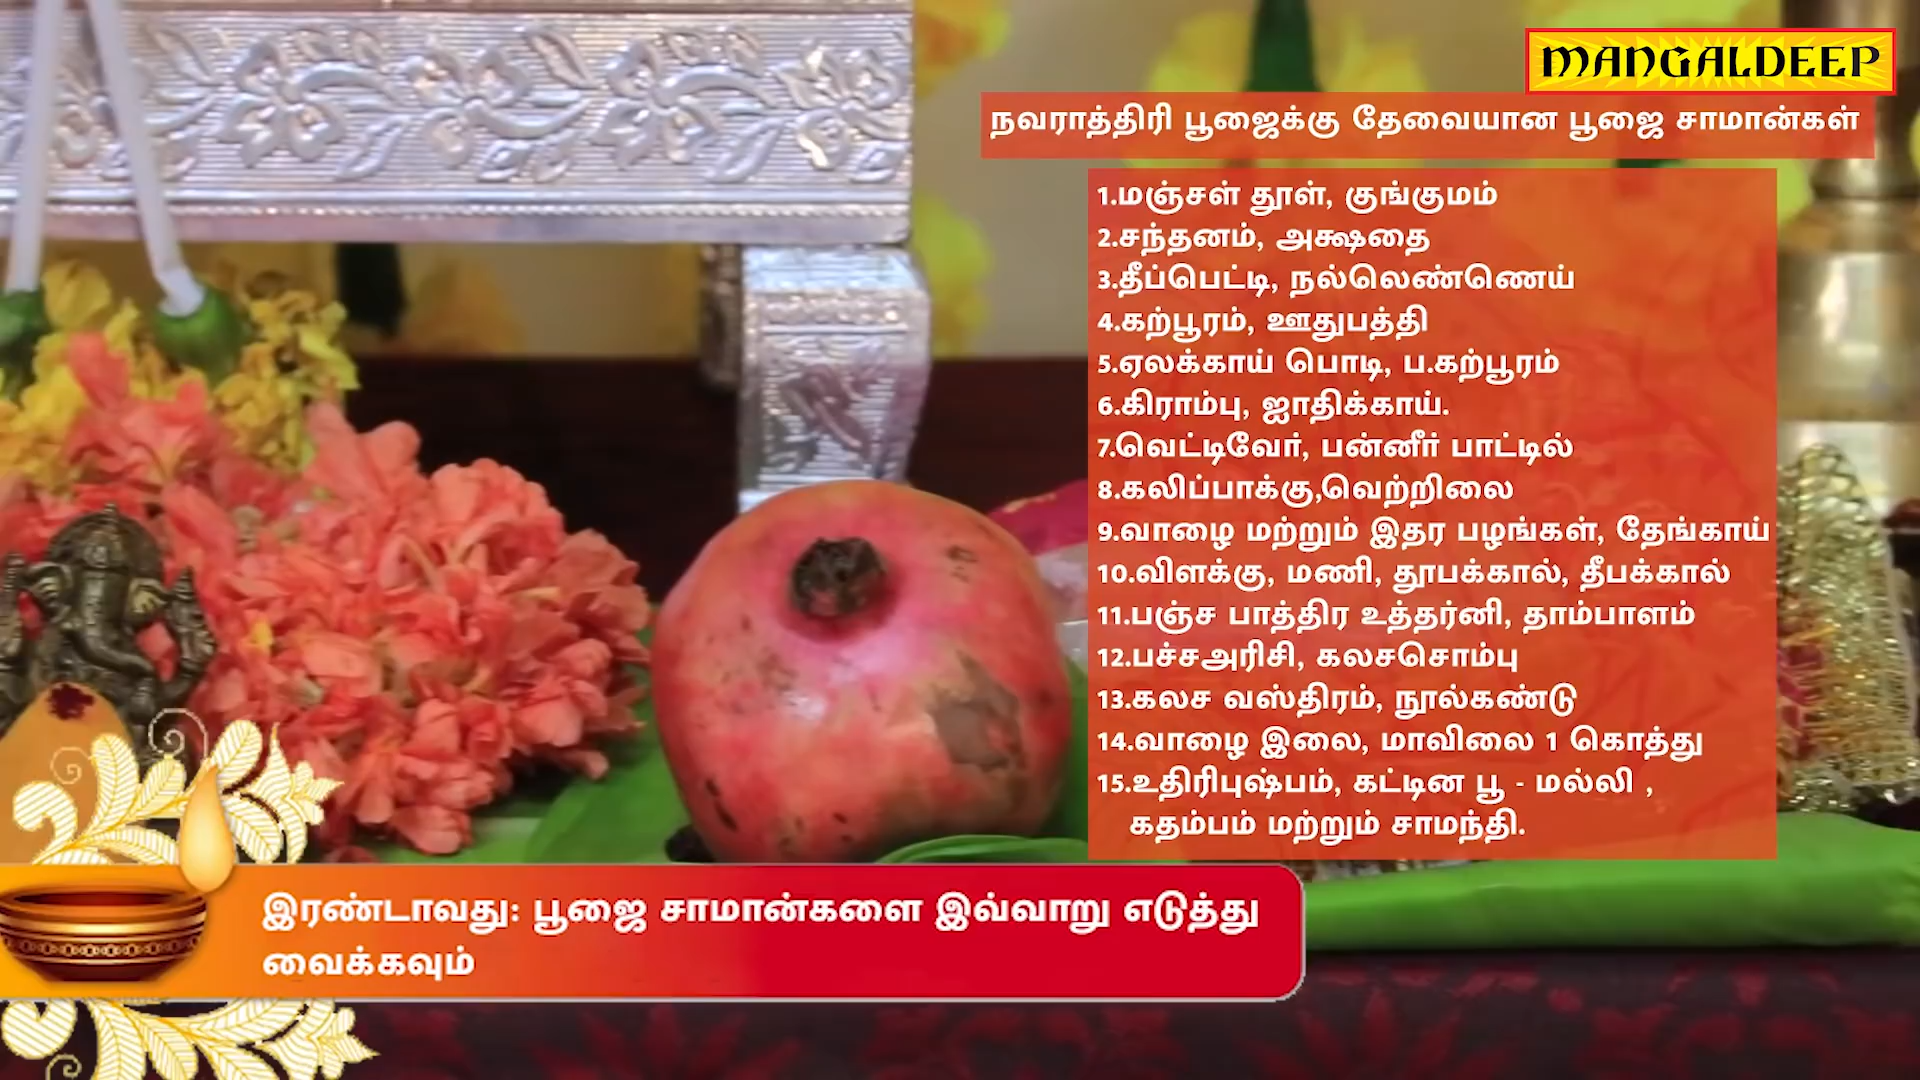 MANGALDEEP
நவராத்திரி பூஜைக்கு தேவையான பூஜை சாமான்கள்
1.மஞ்சள் தூள், குங்குமம்
2.சந்தனம், அக்ஷதை
3.தீப்பெட்டி, நல்லெண்ணெய்
4.கற்பூரம், ஊதுபத்தி
5.ஏலக்காய் பொடி, ப.கற்பூரம்
6.கிராம்பு, ஜாதிக்காய்.
7.வெட்டிவேர், பன்னீர் பாட்டில்
8.கலிப்பாக்கு,வெற்றிலை
9.வாழை மற்றும் இதர பழங்கள், தேங்காய்
10.விளக்கு, மணி, தூபக்கால், தீபக்கால்
11.பஞ்ச பாத்திர உத்தர்னி, தாம்பாளம்
12.பச்சஅரிசி, கலசசொம்பு
13.கலச வஸ்திரம், நூல்கண்டு
14.வாழை இலை, மாவிலை 1 கொத்து
15.உதிரிபுஷ்பம், கட்டின பூ - மல்லி ,
கதம்பம் மற்றும் சாமந்தி.
இரண்டாவது: பூஜை சாமான்களை இவ்வாறு எடுத்து
வைக்கவும்